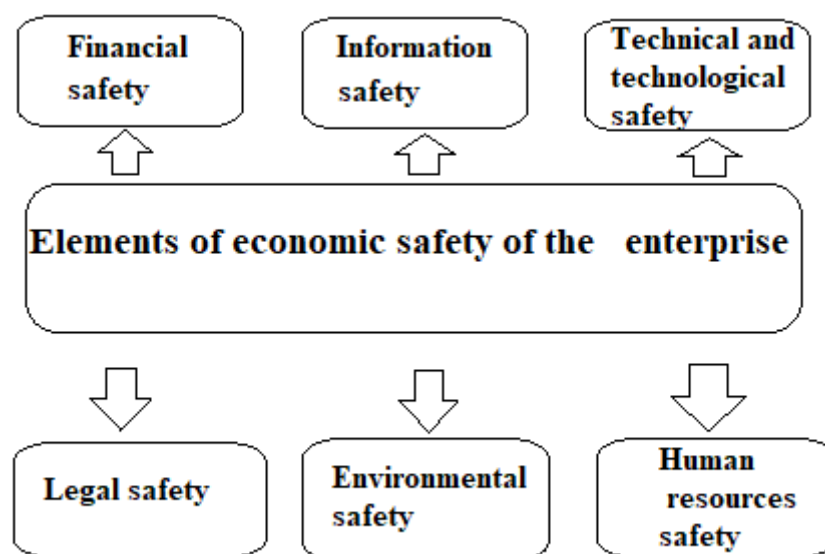 Financial
safety
Information
safety
Technical and
technological
safety
Elements of economic safety of the enterprise
Legal safety
Environmental
safety
Human
resources
safety